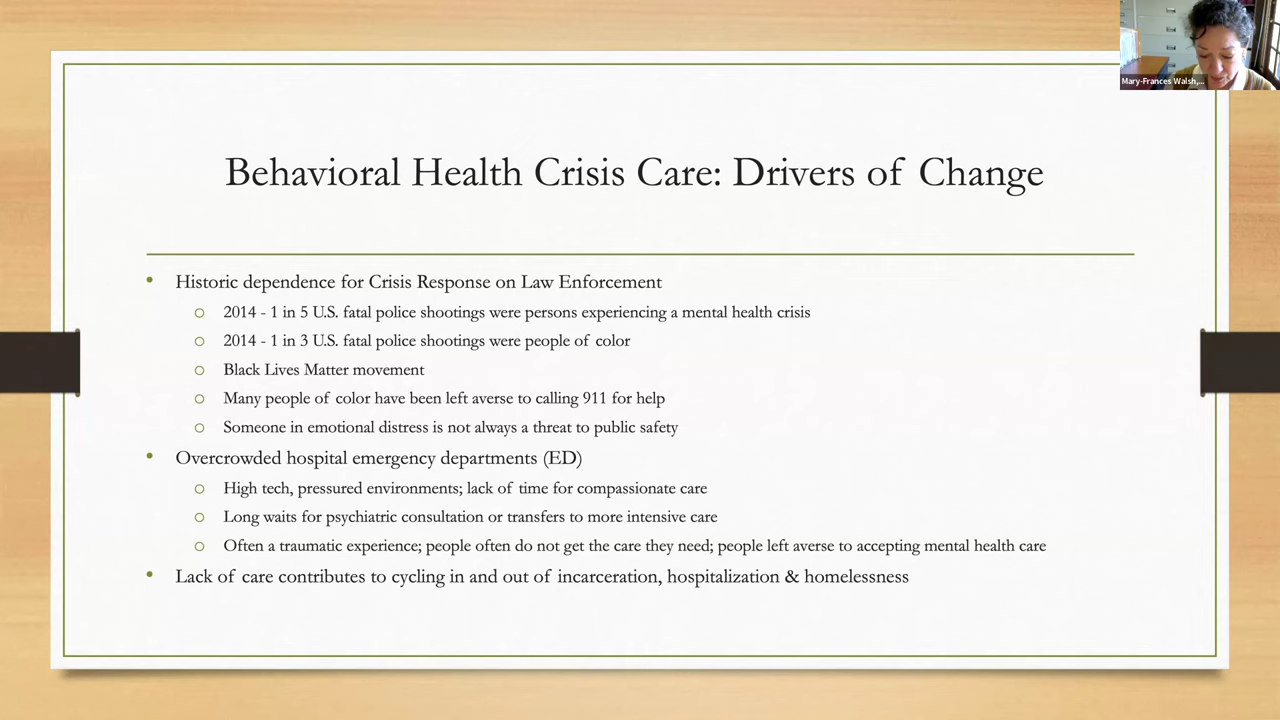 Mary-Frances Walsh,...
Behavioral Health Crisis Care: Drivers of Change
• Historic dependence for Crisis Response on Law Enforcement
○ 2014 - 1 in 5 U.S. fatal police shootings were persons experiencing a mental health crisis
○ 2014 - 1 in 3 U.S. fatal police shootings were people of color
○ Black Lives Matter movement
○ Many people of color have been left averse to calling 911 for help
○ Someone in emotional distress is not always a threat to public safety
• Overcrowded hospital emergency departments (ED)
○ High tech, pressured environments; lack of time for compassionate care
○ Long waits for psychiatric consultation or transfers to more intensive care
○ Often a traumatic experience; people often do not get the care they need; people left averse to accepting mental health care
• Lack of care contributes to cycling in and out of incarceration, hospitalization & homelessness